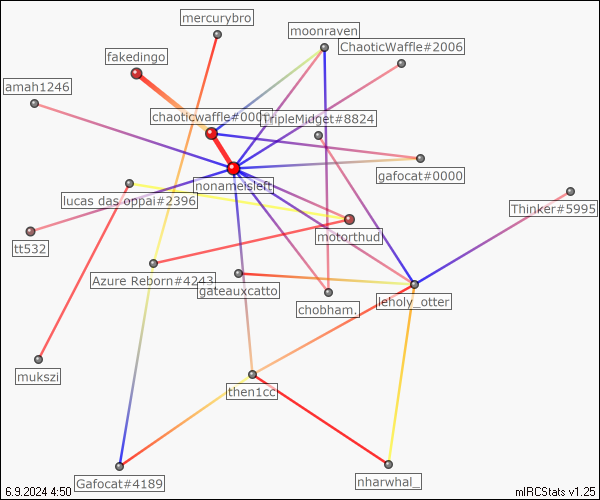 mercurybro
moonraven
ChaoticWaffle#2006
fakedingo
amah1246
chaoticwaffle#00
TripleMidget#8824
gafocat#0000
nonameisleft
lucas das oppai#2396
Thinker#5995
motorthud
tt532
Azure Reborn#4243
gateauxcatto
leholy_otter
chobham.
mukszi
then1cc
Gafocat#4189
nharwhal_
6.9.2024 4:50
mIRCStats v1.25